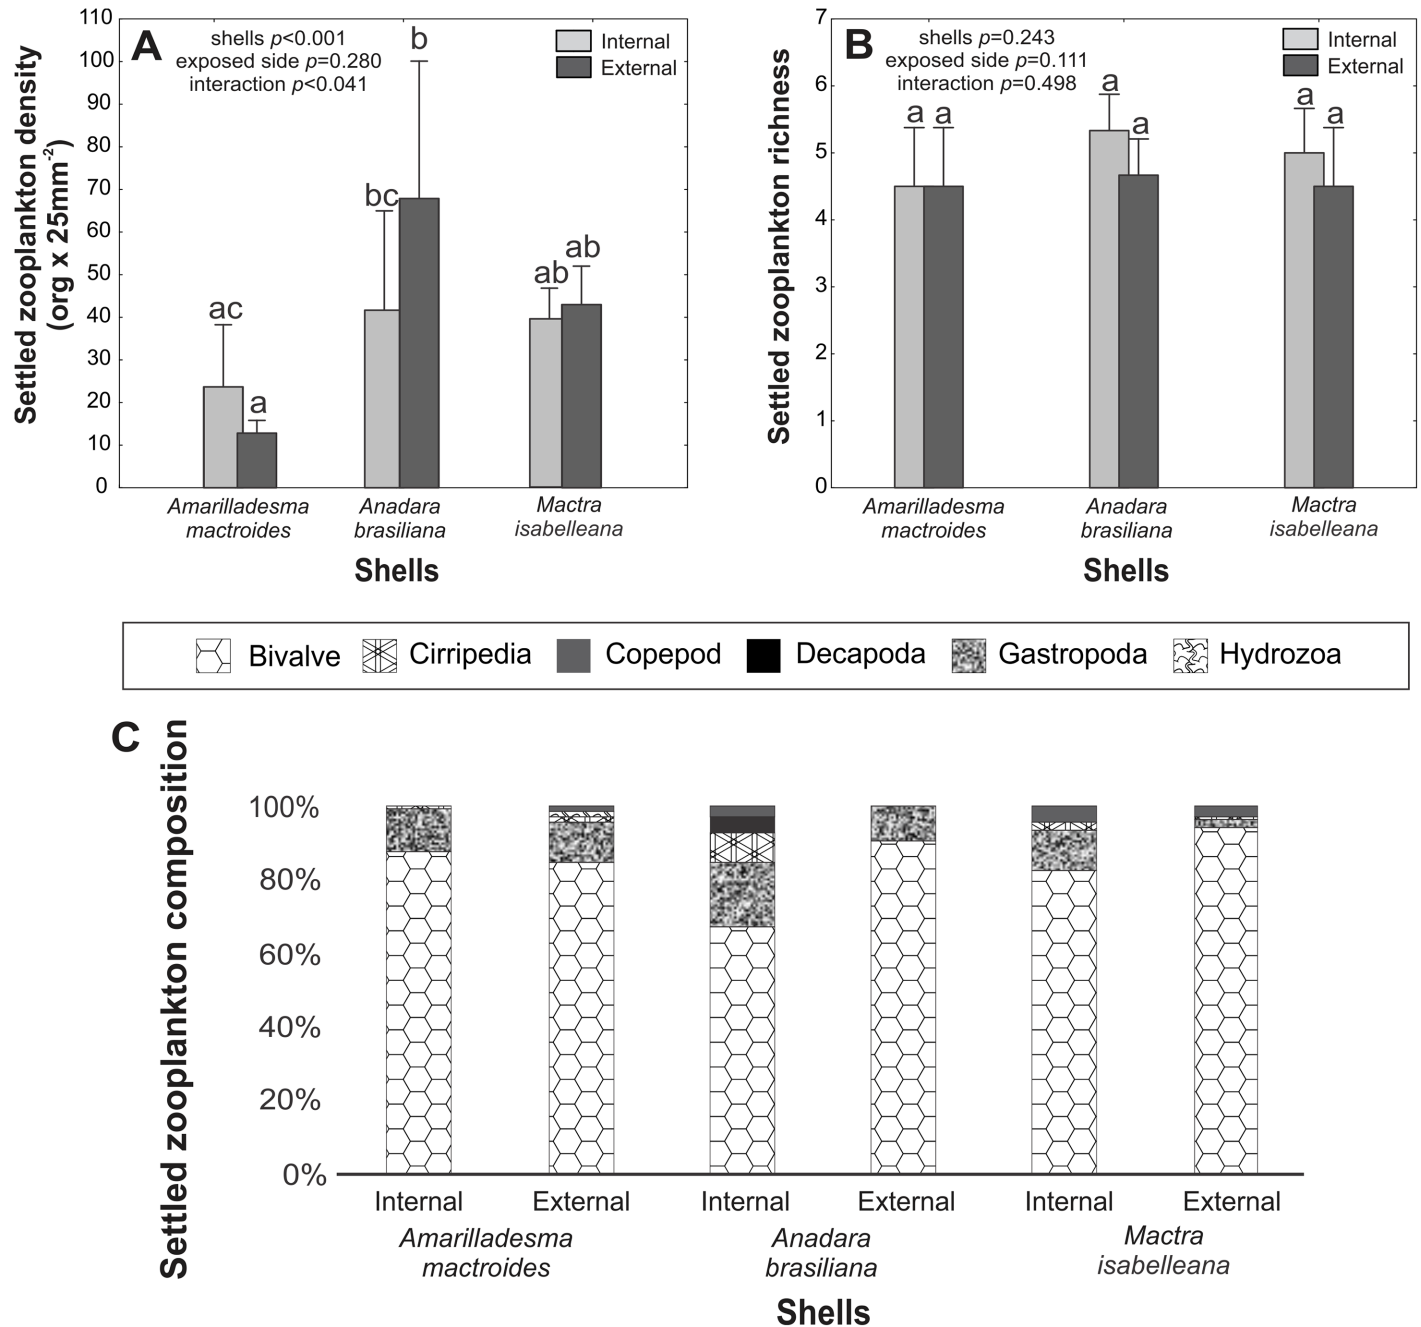 A
shells p<0.001
exposed side p=0.280
interaction p<0.041
Internal
External
Settled zooplankton density
(org x 25mm-2)
110
100
90
80
70
60
50
40
30
20
10
0
ac
a
bc
b
ab
ab
Amarilladesma
mactroides
Anadara
brasiliana
Mactra
isabelleana
Shells
B
shells p=0.243
exposed side p=0.111
interaction p=0.498
Internal
External
Settled zooplankton richness
7
6
5
4
3
2
1
0
a
a
a
a
a
a
Amarilladesma
mactroides
Anadara
brasiliana
Mactra
isabelleana
Shells
Bivalve
Cirripedia
Copepod
Decapoda
Gastropoda
Hydrozoa
C
Settled zooplankton composition
100%
80%
60%
40%
20%
0%
Internal
External
Internal
External
Internal
External
Amarilladesma
mactroides
Anadara
brasiliana
Mactra
isabelleana
Shells